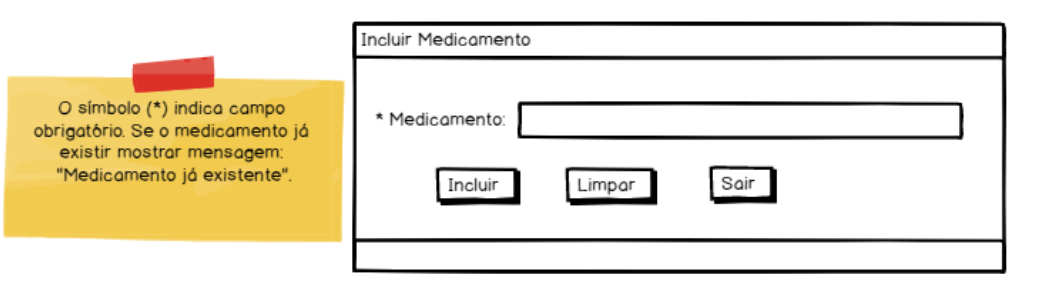 O símbolo (*) indica campo
obrigatório. Se o medicamento já
existir mostrar mensagem:
"Medicamento já existente".
Incluir Medicamento
* Medicamento:
Incluir
Limpar
Sair